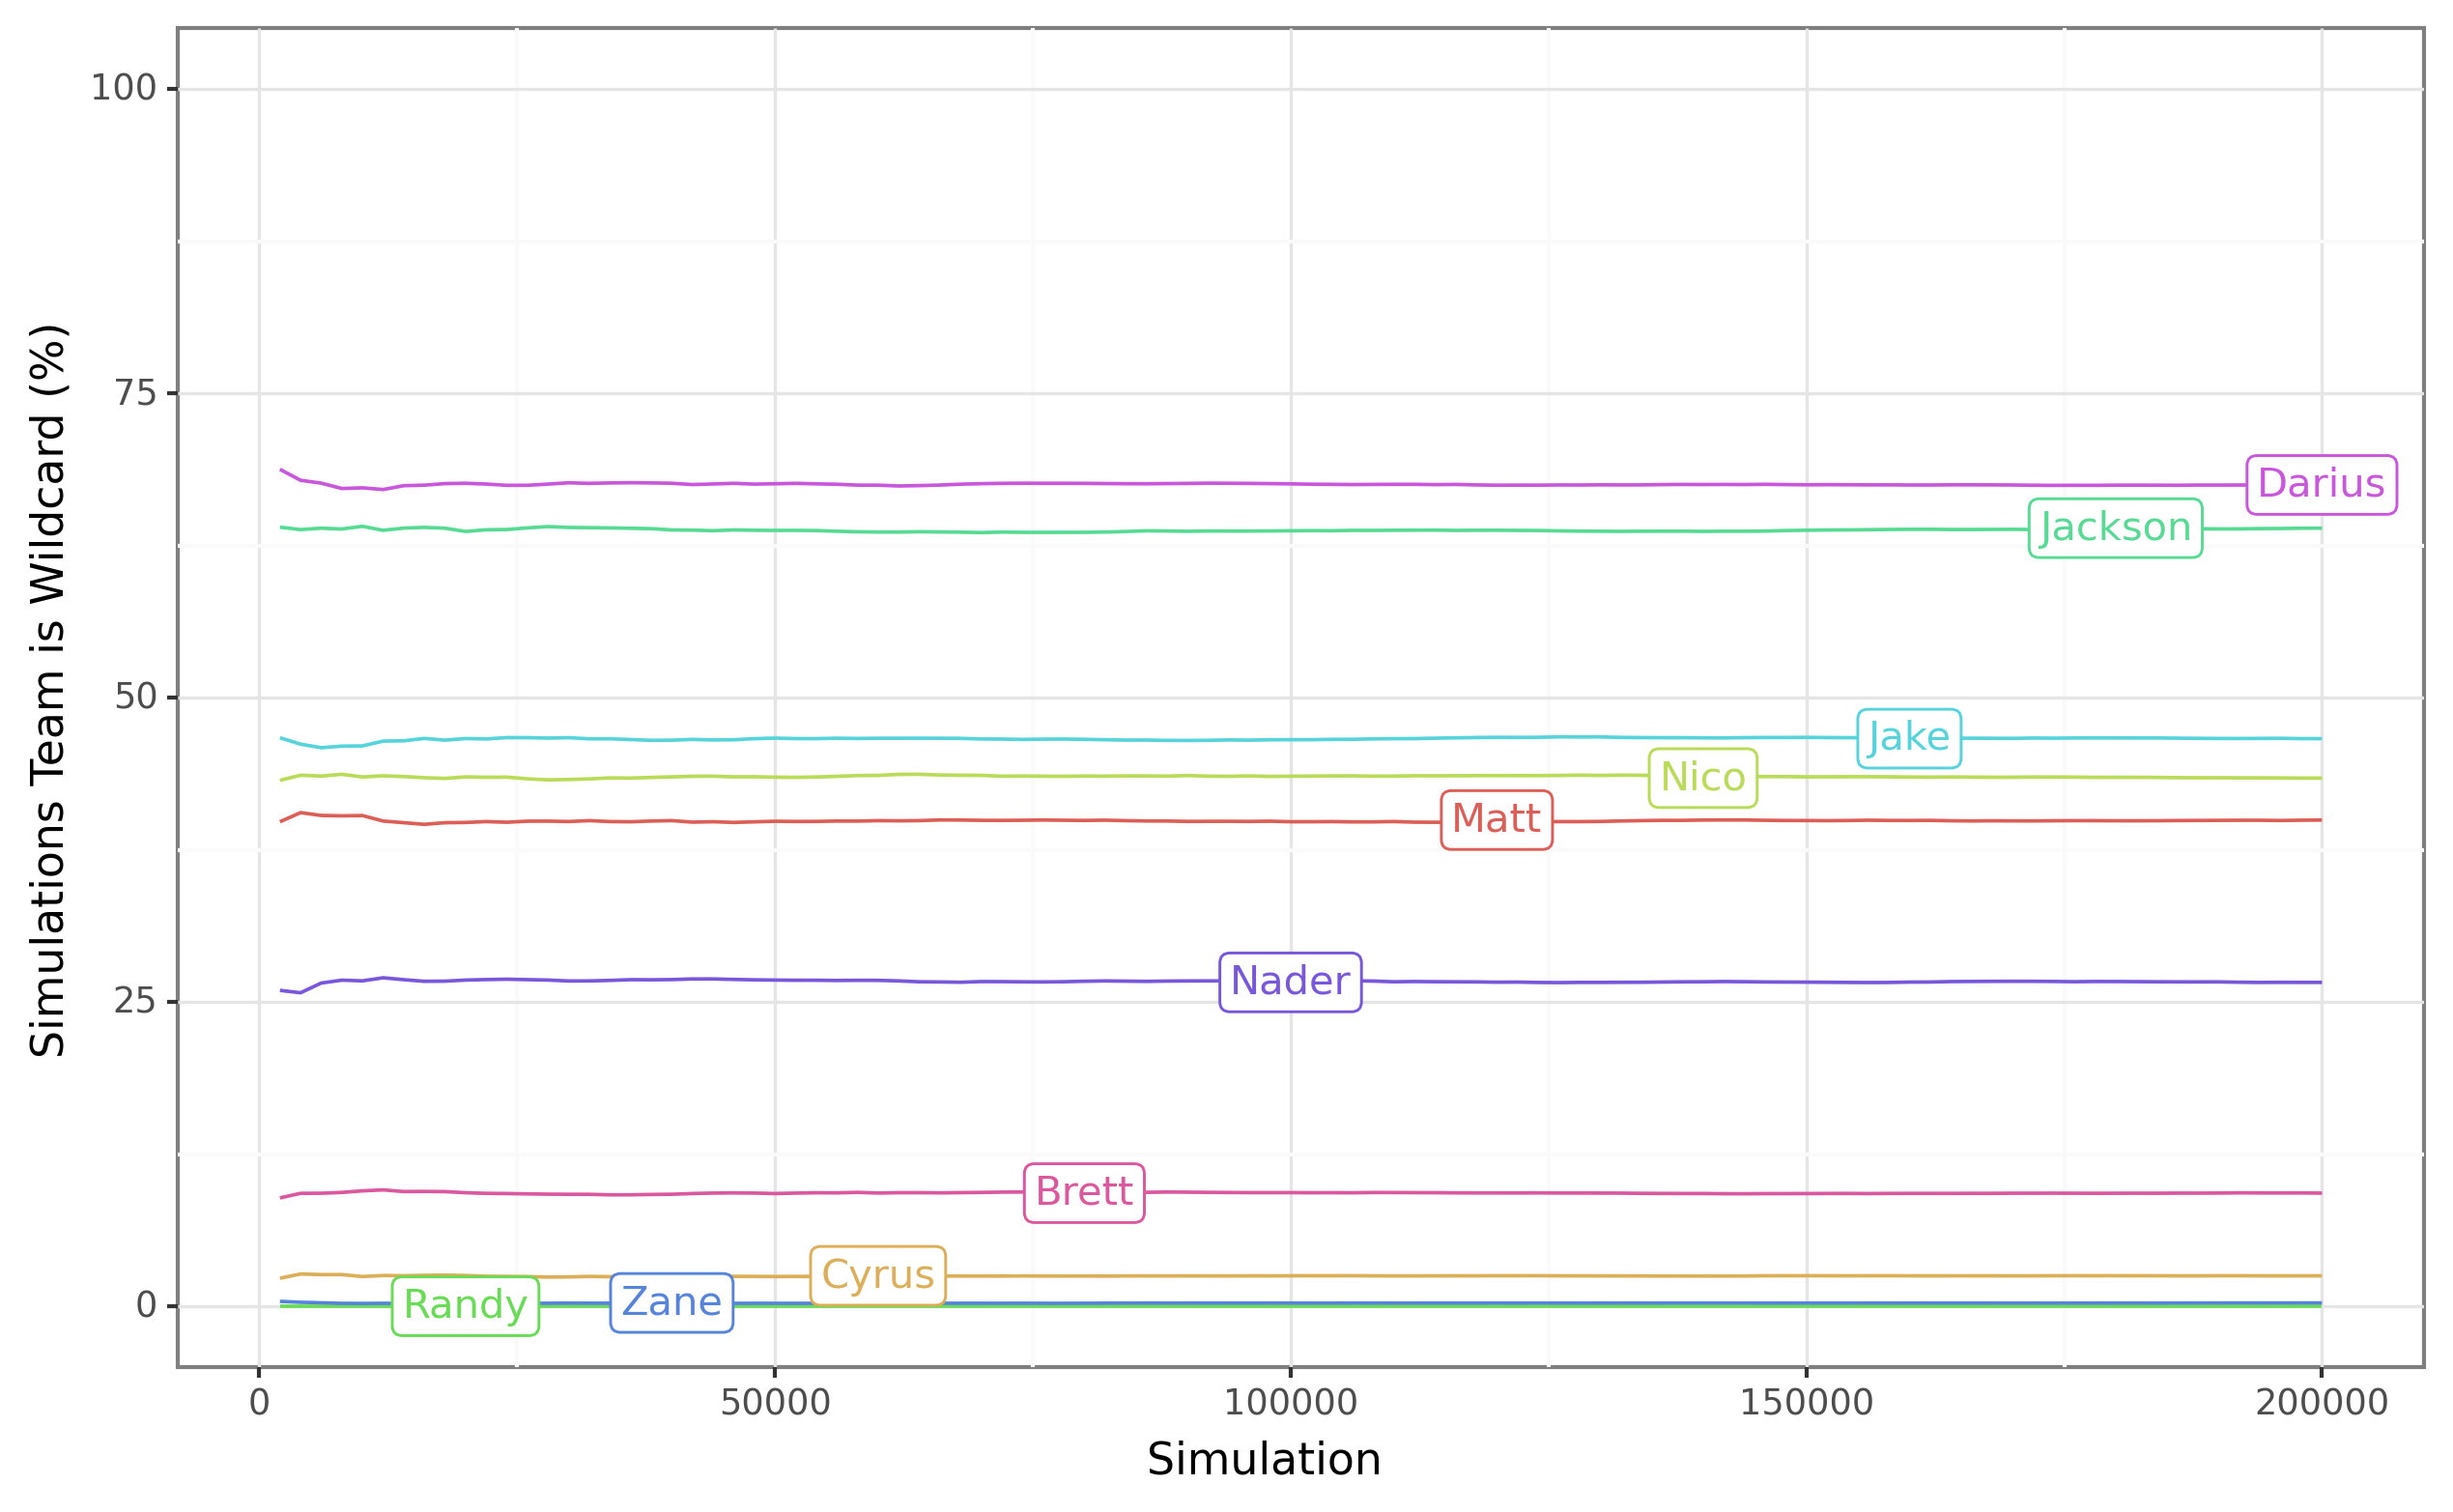 100
75
50
25
0
Simulations Team is Wildcard (%)
Darius
Jackson
Jake
Nico
Matt
Nader
Brett
Cyrus
Zane
Randy
0
50000
100000
150000
200000
Simulation